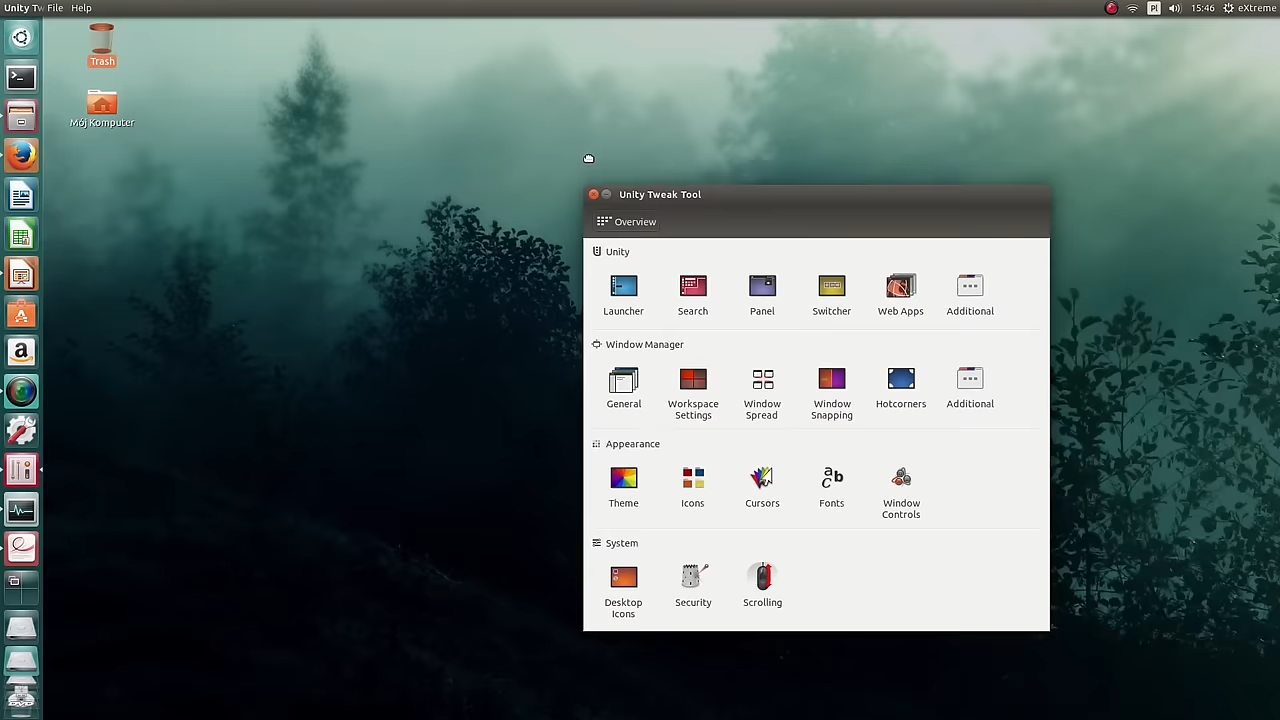 Unity Tw File Help
Pl 15:46 eXtreme
Trash
Mój Komputer
Unity Tweak Tool
Overview
Unity
Launcher Search Panel Switcher Web Apps Additional
Window Manager
General Workspace Window Window Hotcorners Additional
Settings Spread Snapping
Appearance
Theme Icons Cursors Fonts Window
Controls
System
Desktop Security Scrolling
Icons